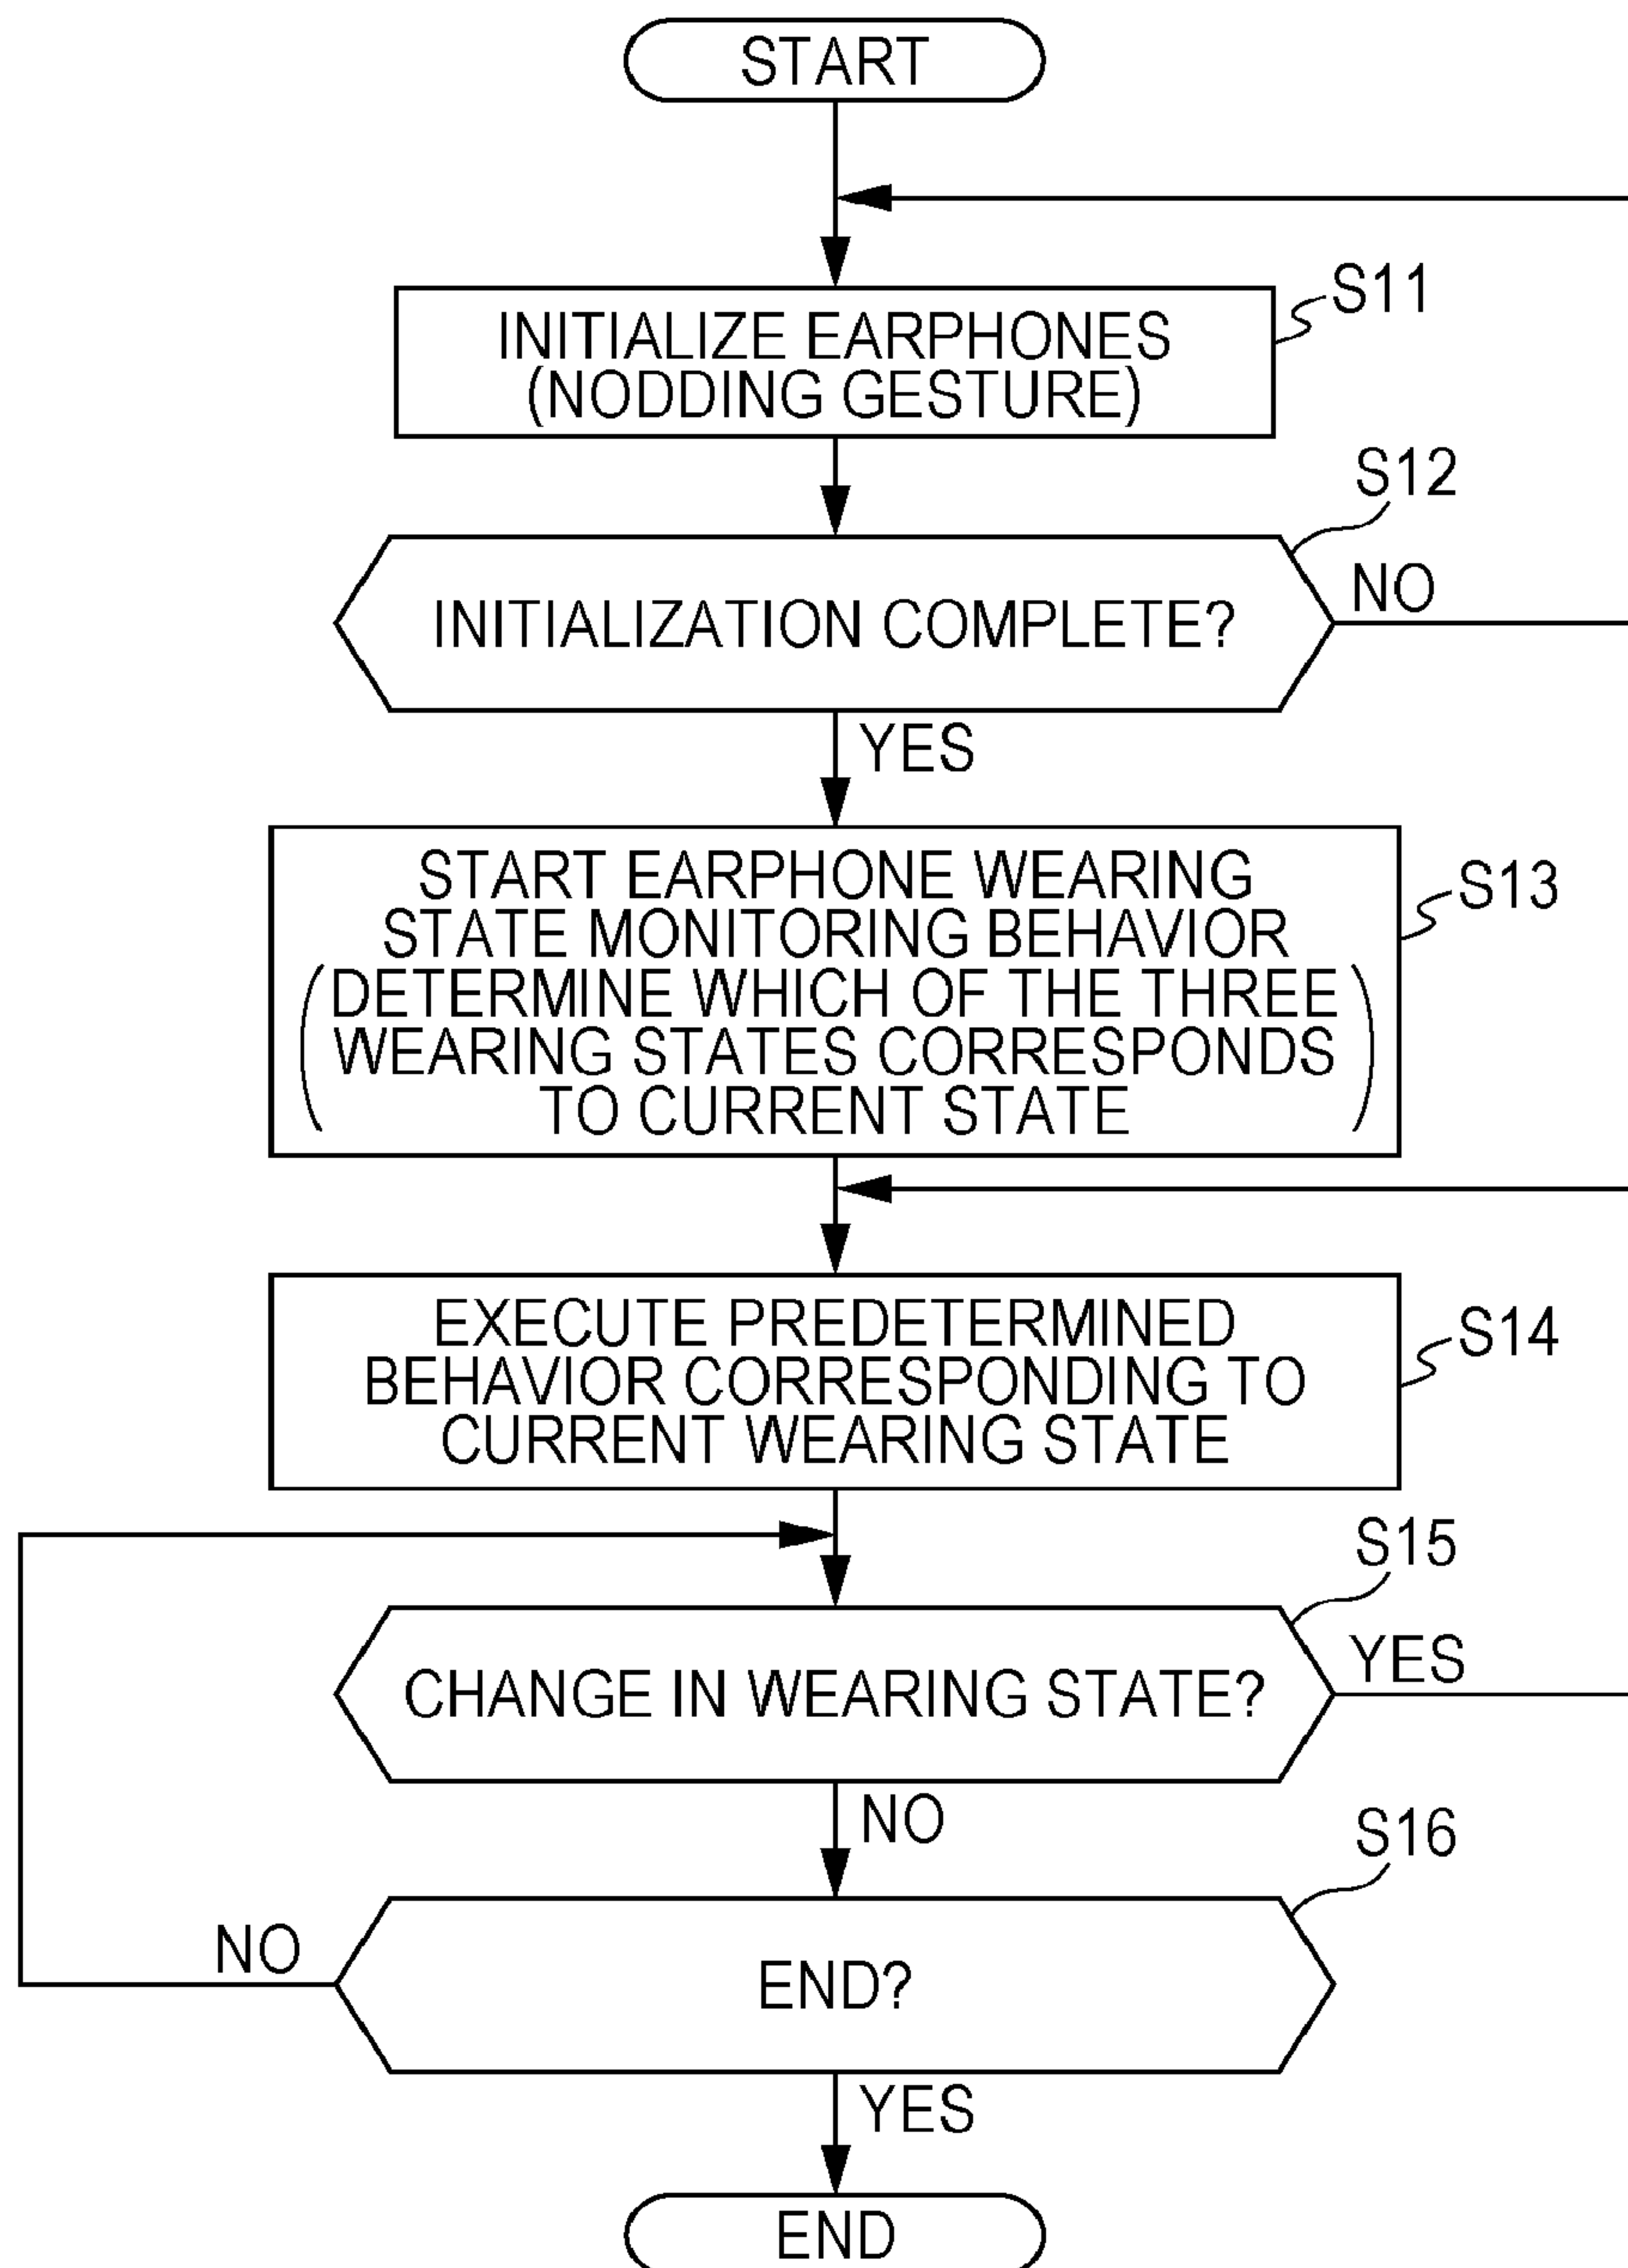 START
S11
INITIALIZE EARPHONES
(NODDING GESTURE)
S12
INITIALIZATION COMPLETE?
NO
YES
S13
START EARPHONE WEARING
STATE MONITORING BEHAVIOR
(DETERMINE WHICH OF THE THREE
WEARING STATES CORRESPONDS
TO CURRENT STATE)
S14
EXECUTE PREDETERMINED
BEHAVIOR CORRESPONDING TO
CURRENT WEARING STATE
S15
CHANGE IN WEARING STATE?
YES
NO
S16
END?
NO
YES
END